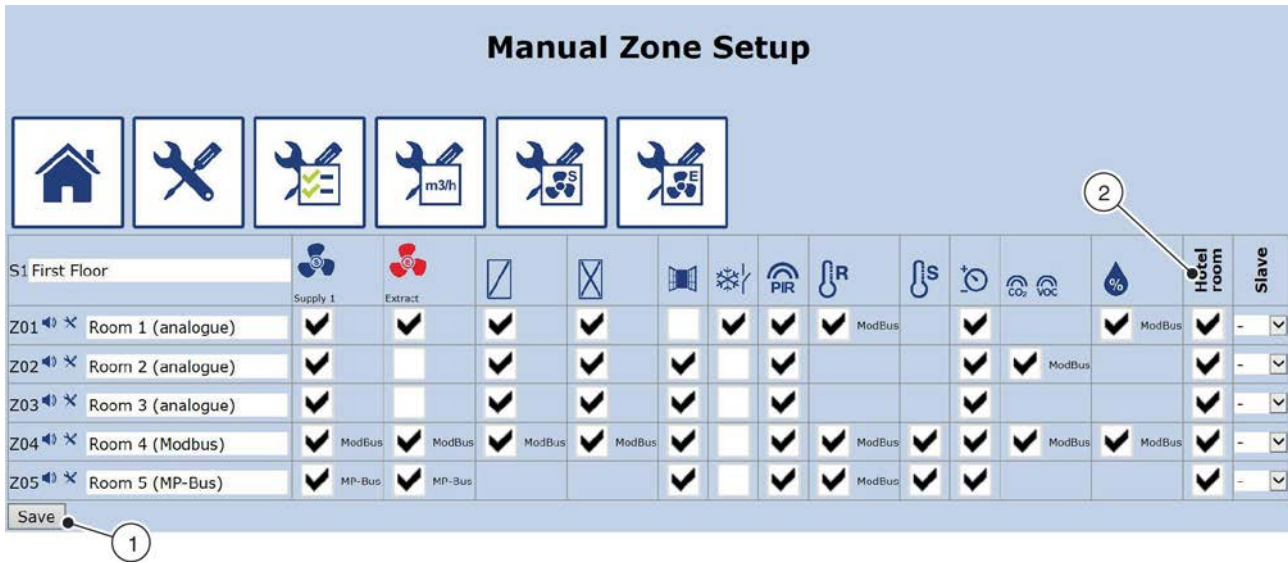 Manual Zone Setup
m3/h
S
E
2
S1 First Floor
S
Supply 1
E
Extract
PIR
R
S
+
-
CO₂ VOC
%
Hotel room
Slave
Z01 Room 1 (analogue) ModBus ModBus -
Z02 Room 2 (analogue) ModBus -
Z03 Room 3 (analogue) -
Z04 Room 4 (Modbus) ModBus ModBus ModBus ModBus ModBus ModBus ModBus -
Z05 Room 5 (MP-Bus) MP-Bus MP-Bus ModBus -
Save
1